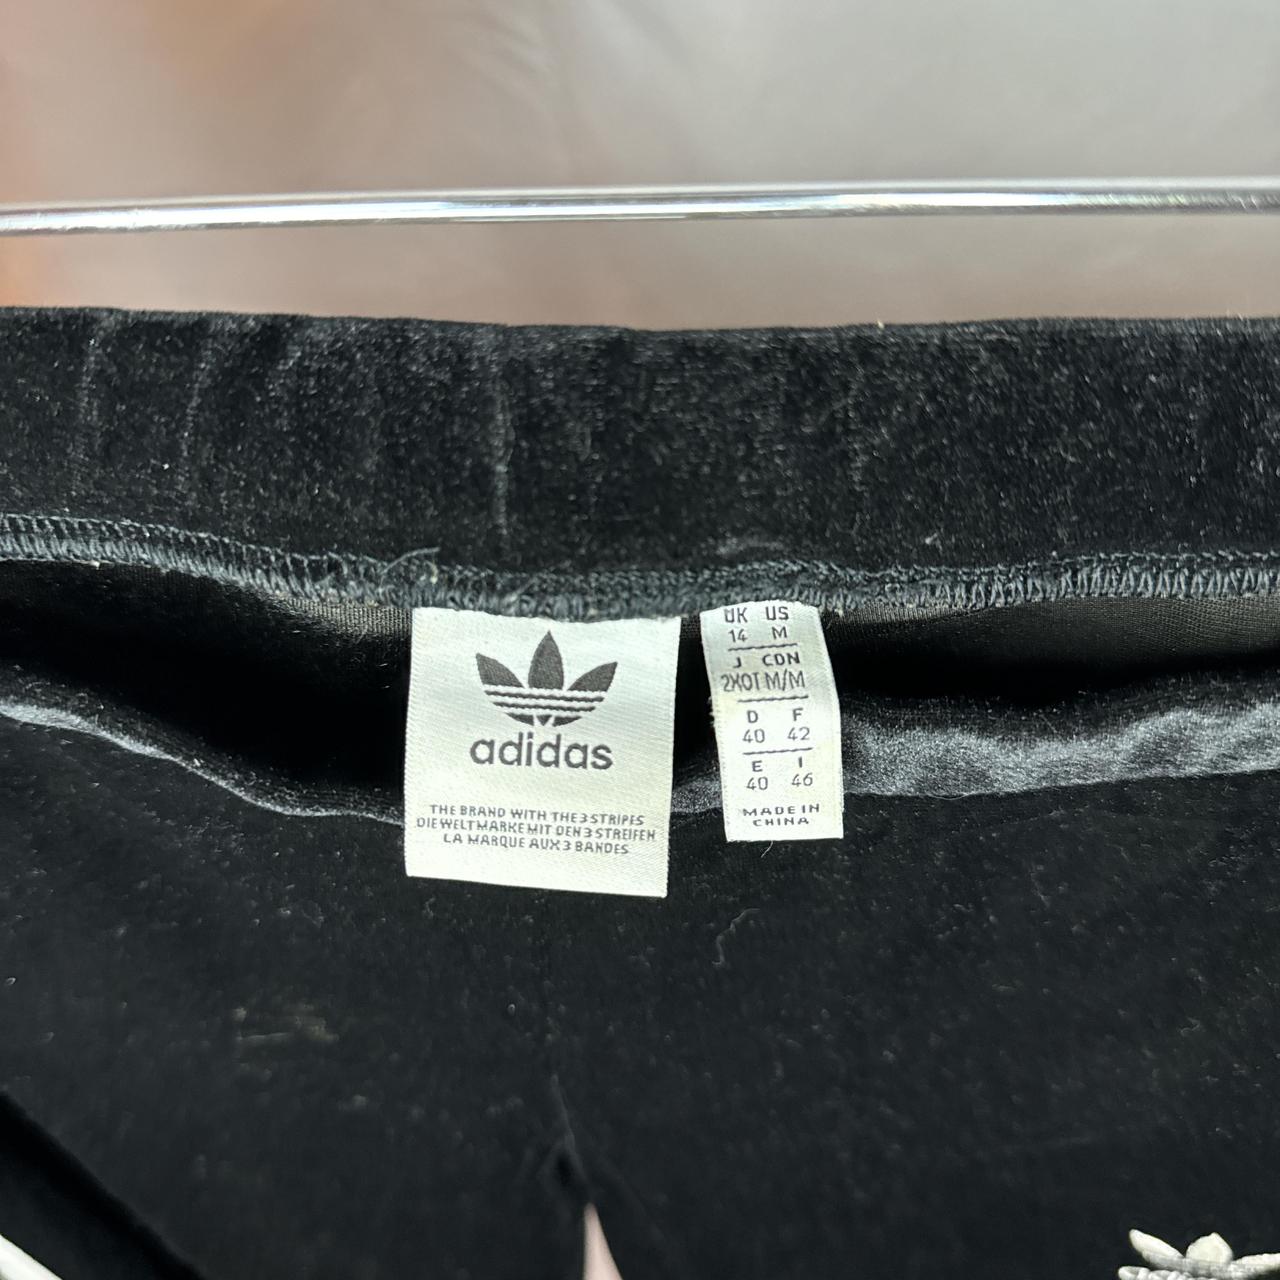 adidas
THE BRAND WITH THE 3 STRIPES
DIE WELTMARKE MIT DEN 3 STREIFEN
LA MARQUE AUX 3 BANDES
UK US
14 M
J CDN
2XOT M/M
D F
40 42
E I
40 46
MADE IN
CHINA